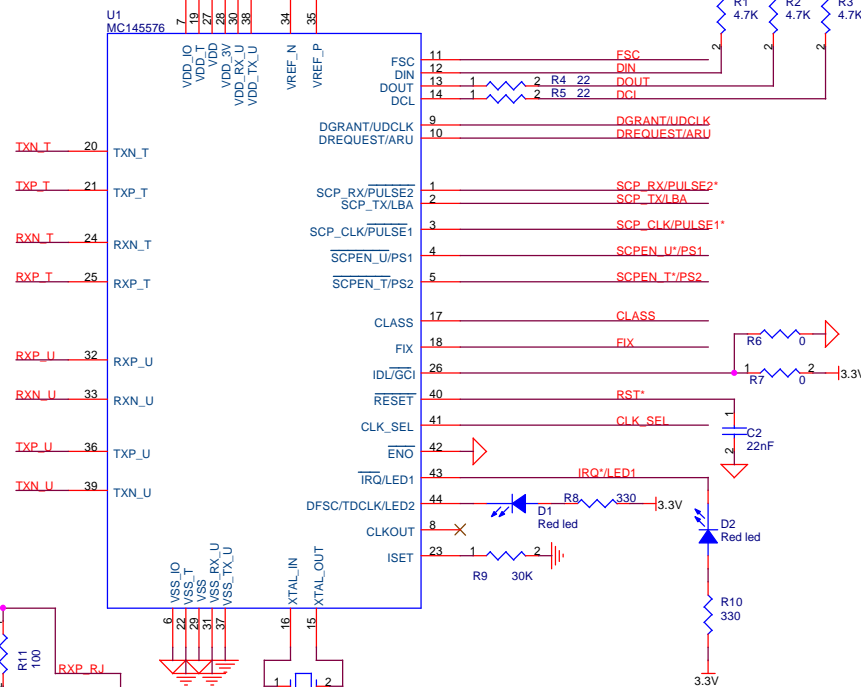 U1
MC145576
7
19
27
28
30
38
34
35
VDD_IO
VDD_T
VDD
VDD_3V
VDD_RX_U
VDD_TX_U
VREF_N
VREF_P
R1
4.7K
2
R2
4.7K
2
R3
4.7K
2
FSC 11 FSC
DIN 12 DIN
DOUT 13 1 2 R4 22 DOUT
DCL 14 1 2 R5 22 DCL
DGRANT/UDCLK 9 DGRANT/UDCLK
DREQUEST/ARU 10 DREQUEST/ARU
TXN_T 20 TXN_T
TXP_T 21 TXP_T
SCP_RX/PULSE2 1 SCP_RX/PULSE2*
SCP_TX/LBA 2 SCP_TX/LBA
SCP_CLK/PULSE1 3 SCP_CLK/PULSE1*
RXN_T 24 RXN_T
SCPEN_U/PS1 4 SCPEN_U*/PS1
RXP_T 25 RXP_T
SCPEN_T/PS2 5 SCPEN_T*/PS2
CLASS 17 CLASS
FIX 18 FIX
R6 0
RXP_U 32 RXP_U
IDL/GCI 26
1 R7 0 2 3.3V
RXN_U 33 RXN_U
RESET 40 RST*
CLK_SEL 41 CLK_SEL
1
C2
22nF
2
TXP_U 36 TXP_U
ENO 42
IRQ/LED1 43 IRQ*/LED1
TXN_U 39 TXN_U
DFSC/TDCLK/LED2 44
D1
Red led
R8 330 3.3V
CLKOUT 8
D2
Red led
ISET 23 1 2
R9 30K
R10
330
3.3V
VSS_IO
VSS_T
VSS
VSS_RX_U
VSS_TX_U
XTAL_IN
XTAL_OUT
6
22
29
31
37
16
15
R11
100
RXP_RJ
1 2